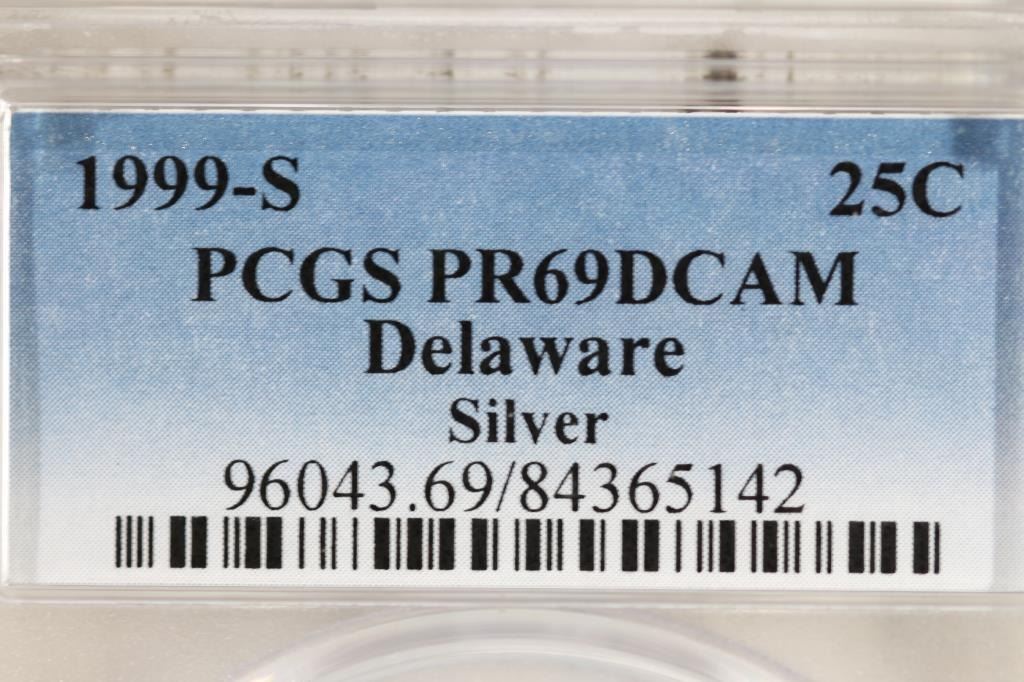 1999-S 25C
PCGS PR69DCAM
Delaware
Silver
96043.69/84365142